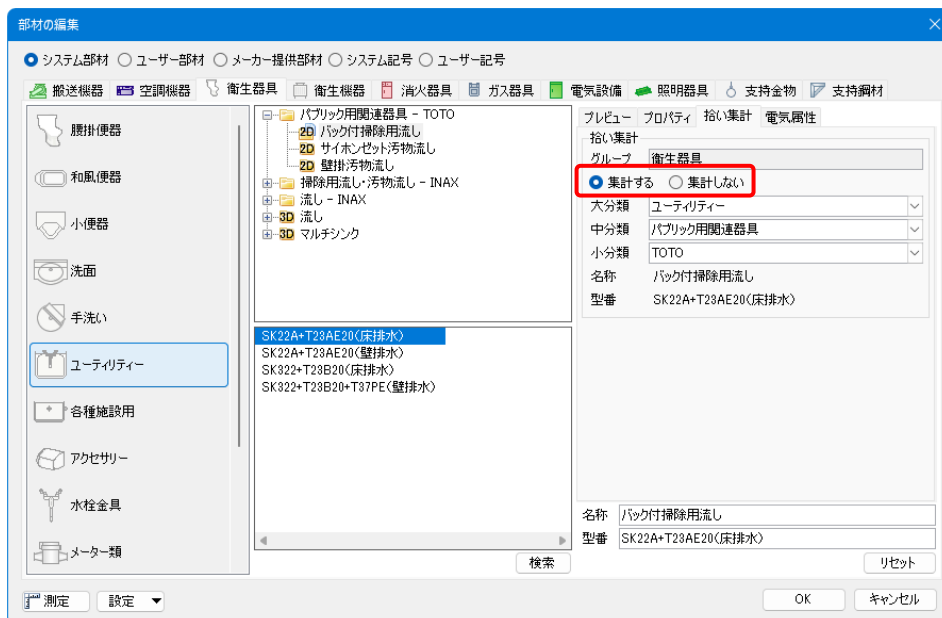 部材の編集
システム部材 ユーザー部材 メーカー提供部材 システム記号 ユーザー記号
搬送機器 空調機器 衛生器具 衛生機器 消火器具 ガス器具 電気設備 照明器具 支持金物 支持鋼材
腰掛便器
和風便器
小便器
洗面
手洗い
ユーティリティー
各種施設用
アクセサリー
水栓金具
メーター類
パブリック用関連器具 - TOTO
2D バック付掃除用流し
2D サイホンゼット汚物流し
2D 壁掛汚物流し
掃除用流し・汚物流し - INAX
流し - INAX
3D 流し
3D マルチシンク
SK22A+T23AE20(床排水)
SK22A+T23AE20(壁排水)
SK322+T23B20(床排水)
SK322+T23B20+T37PE(壁排水)
検索
プレビュー プロパティ 拾い集計 電気属性
拾い集計
グループ 衛生器具
集計する 集計しない
大分類 ユーティリティー
中分類 パブリック用関連器具
小分類 TOTO
名称 バック付掃除用流し
型番 SK22A+T23AE20(床排水)
名称 バック付掃除用流し
型番 SK22A+T23AE20(床排水)
リセット
測定 設定 OK キャンセル